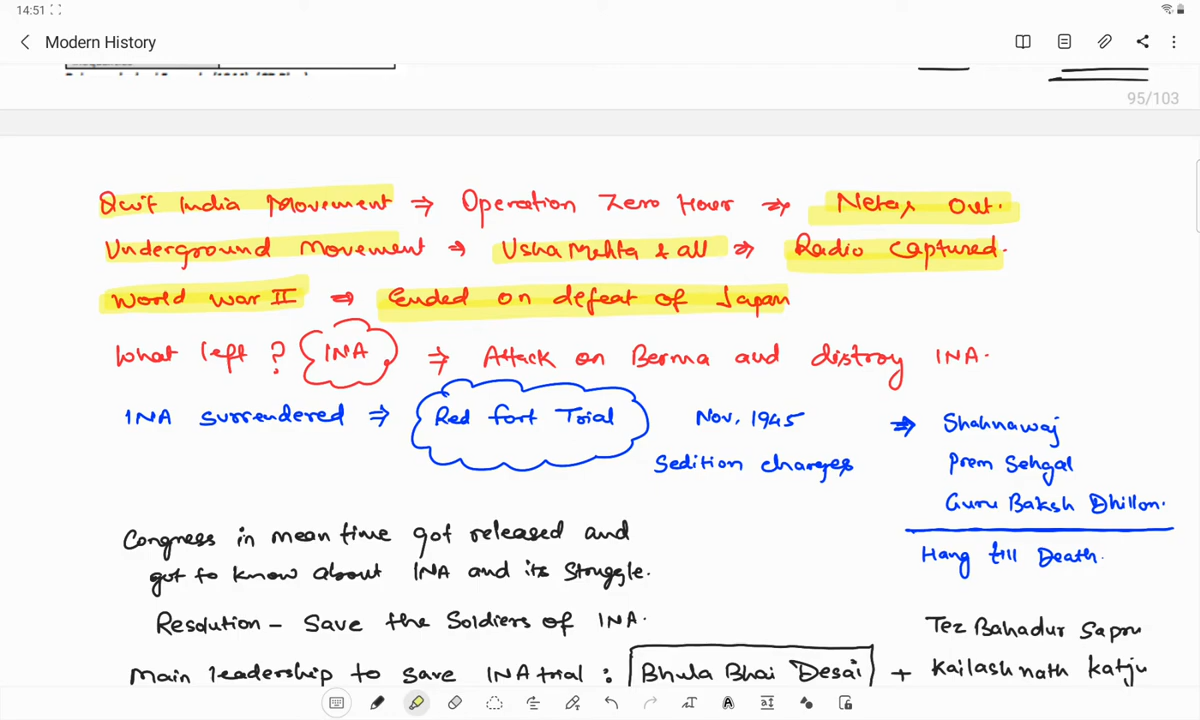 14:51
Modern History
95/103
Quit India Movement ⇒ Operation Zero Hour ⇒ Netaji Out.
Underground Movement ⇒ Usha Mehta & all ⇒ Radio Captured.
World War II ⇒ Ended on defeat of Japan
What left? INA ⇒ Attack on Berma and distroy INA.
INA surrendered ⇒ Red fort Trial Nov, 1945 ⇒ Shahnawaj
Sedition charges Prem Sehgal
Guru Baksh Dhillon.
Hang till Death.
Congress in mean time got released and
got to know about INA and its Struggle.
Resolution - Save the Soldiers of INA.
Tez Bahadur Sapru
Main leadership to save INA trial : Bhula Bhai Desai + Kailash nath Katju